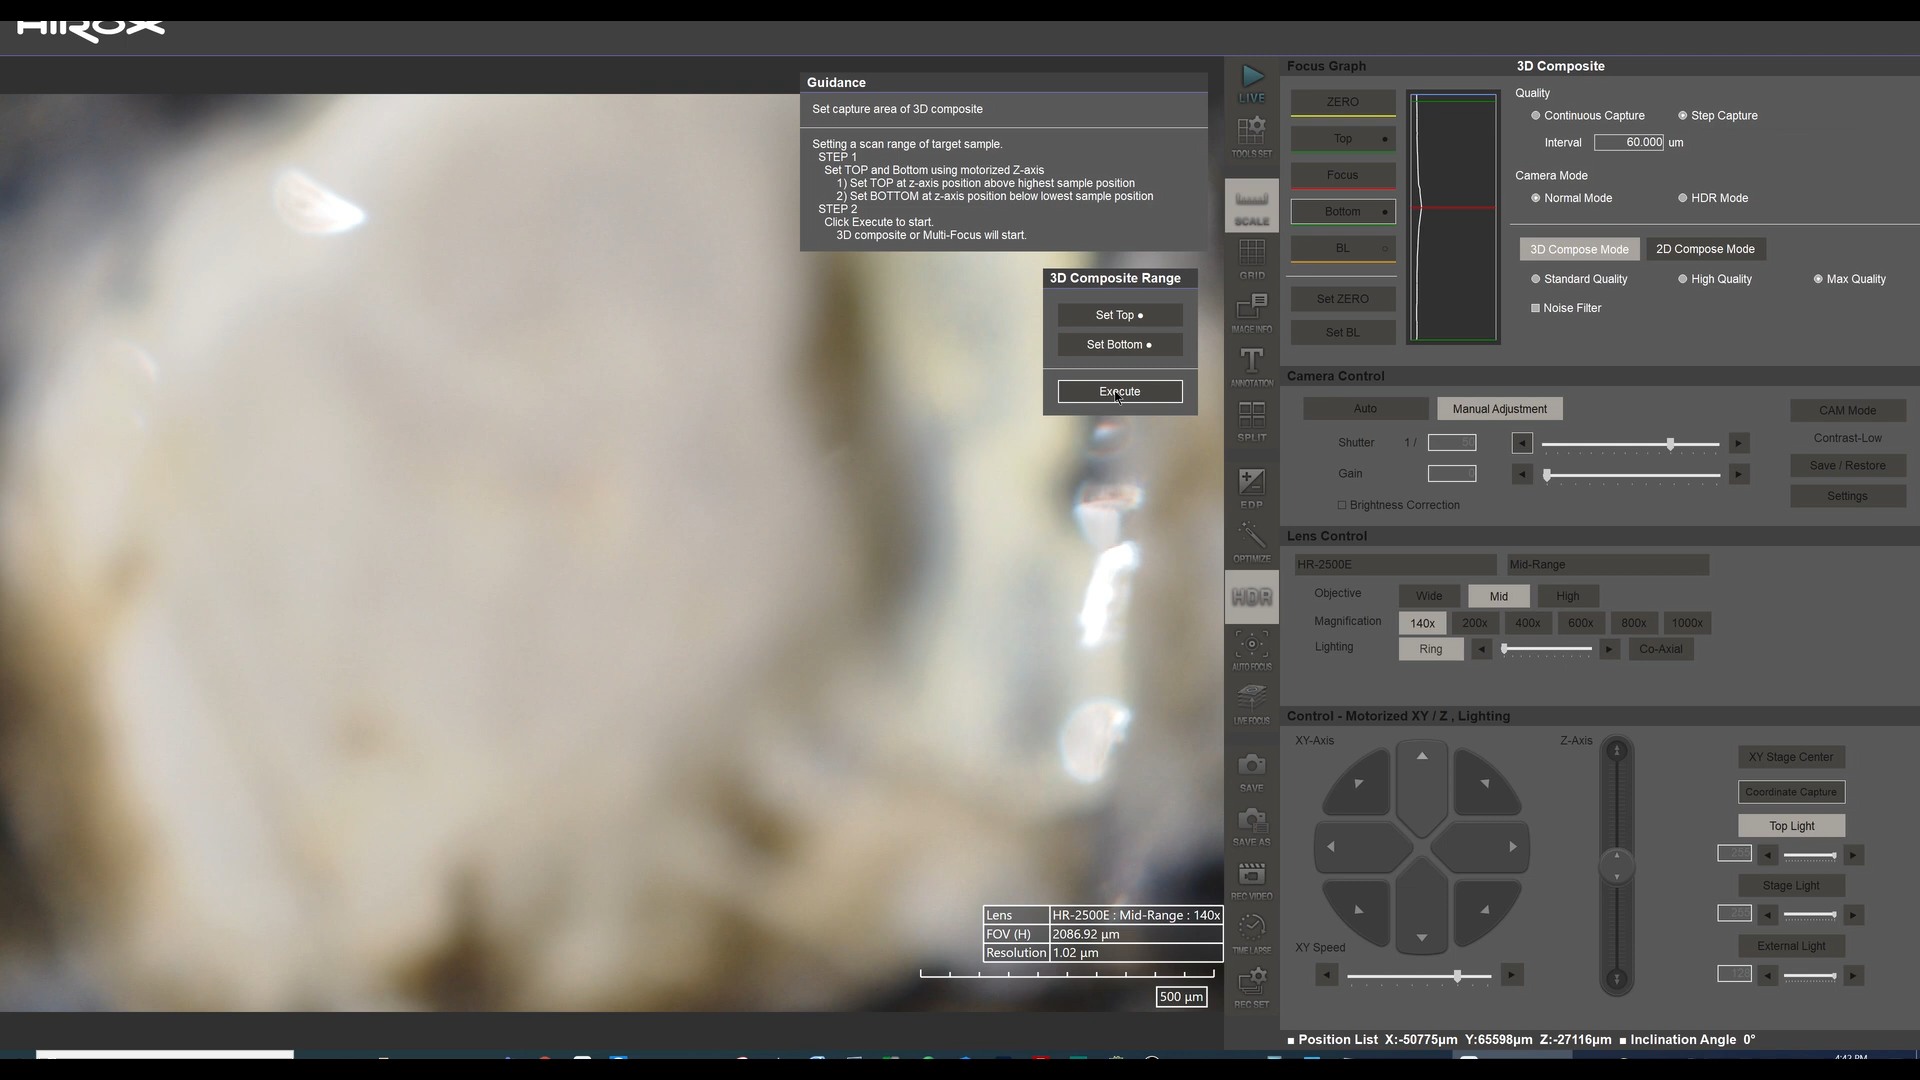 HIROX
Guidance
Set capture area of 3D composite
Setting a scan range of target sample.
STEP 1
Set TOP and Bottom using motorized Z-axis
1) Set TOP at z-axis position above highest sample position
2) Set BOTTOM at z-axis position below lowest sample position
STEP 2
Click Execute to start.
3D composite or Multi-Focus will start.
3D Composite Range
Set Top ●
Set Bottom ●
Execute
Lens HR-2500E : Mid-Range : 140x
FOV (H) 2086.92 µm
Resolution 1.02 µm
500 µm
LIVE
TOOLS SET
SCALE
GRID
IMAGE INFO
ANNOTATION
SPLIT
EDP
OPTIMIZE
HDR
AUTO FOCUS
LIVE FOCUS
SAVE
SAVE AS
REC VIDEO
TIME LAPSE
REC SET
Focus Graph
ZERO
Top
Focus
Bottom
BL
Set ZERO
Set BL
3D Composite
Quality
Continuous Capture Step Capture
Interval 60.000 um
Camera Mode
Normal Mode HDR Mode
3D Compose Mode 2D Compose Mode
Standard Quality High Quality Max Quality
Noise Filter
Camera Control
Auto Manual Adjustment CAM Mode
Shutter 1 / 50 Contrast-Low
Gain Save / Restore
Settings
Brightness Correction
Lens Control
HR-2500E Mid-Range
Objective Wide Mid High
Magnification 140x 200x 400x 600x 800x 1000x
Lighting Ring Co-Axial
Control - Motorized XY / Z , Lighting
XY-Axis Z-Axis
XY Stage Center
Coordinate Capture
Top Light
255
Stage Light
255
External Light
128
XY Speed
■ Position List X:-50775µm Y:65598µm Z:-27116µm ■ Inclination Angle 0°
4:42 PM